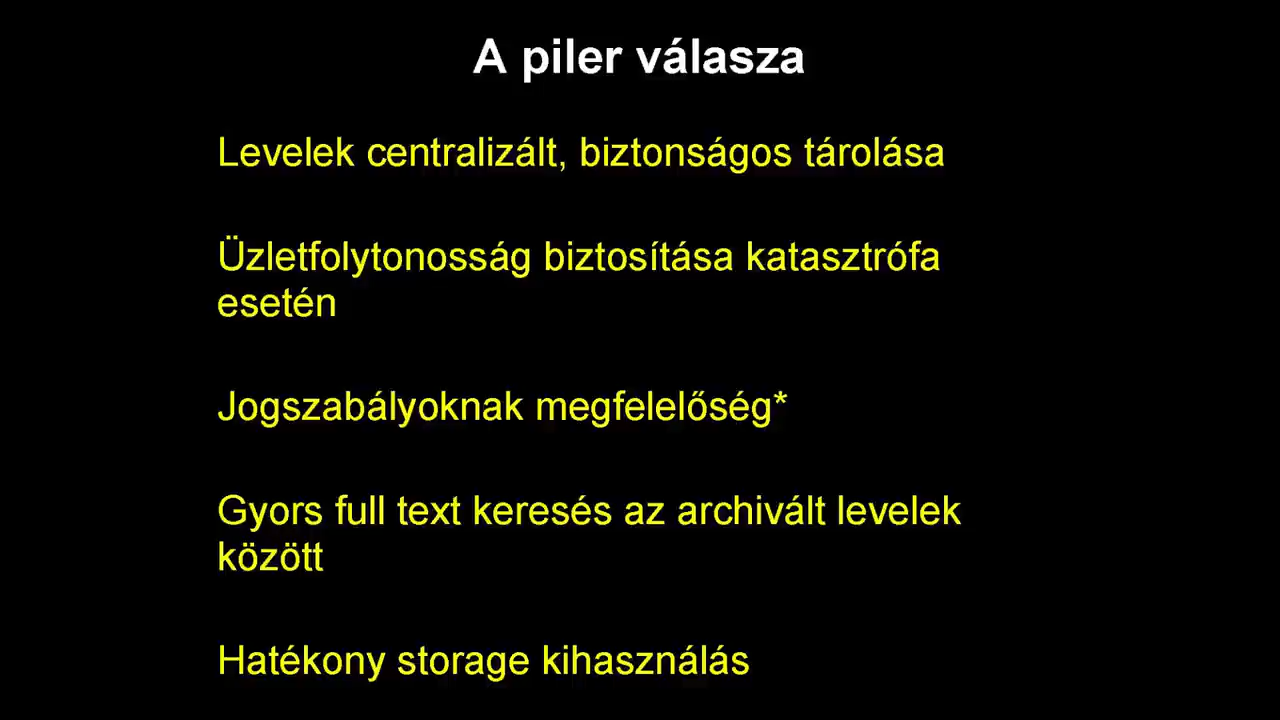 A piler válasza
Levelek centralizált, biztonságos tárolása
Üzletfolytonosság biztosítása katasztrófa
esetén
Jogszabályoknak megfelelőség*
Gyors full text keresés az archivált levelek
között
Hatékony storage kihasználás